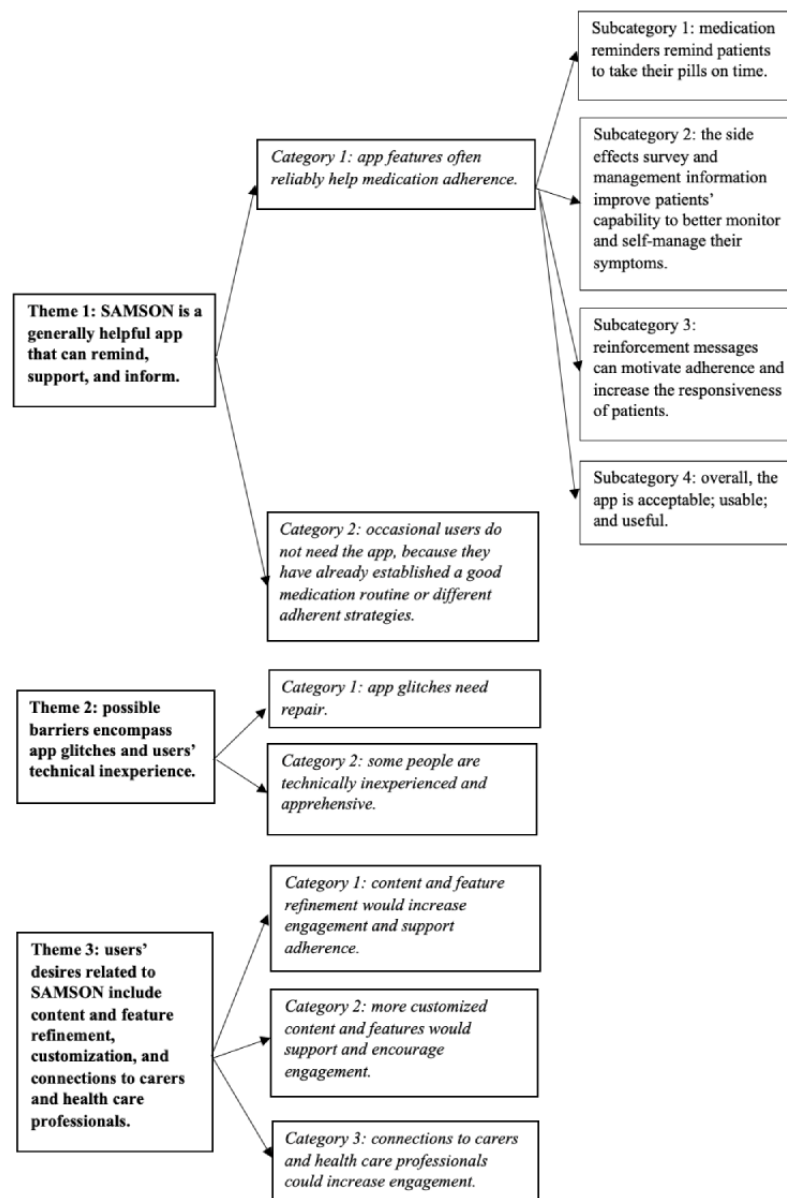 Subcategory 1: medication
reminders remind patients
to take their pills on time.
Category 1: app features often
reliably help medication adherence.
Subcategory 2: the side
effects survey and
management information
improve patients’
capability to better monitor
and self-manage their
symptoms.
Theme 1: SAMSON is a
generally helpful app
that can remind,
support, and inform.
Subcategory 3:
reinforcement messages
can motivate adherence and
increase the responsiveness
of patients.
Subcategory 4: overall, the
app is acceptable; usable;
and useful.
Category 2: occasional users do
not need the app, because they
have already established a good
medication routine or different
adherent strategies.
Theme 2: possible
barriers encompass
app glitches and users’
technical inexperience.
Category 1: app glitches need
repair.
Category 2: some people are
technically inexperienced and
apprehensive.
Theme 3: users’
desires related to
SAMSON include
content and feature
refinement,
customization, and
connections to carers
and health care
professionals.
Category 1: content and feature
refinement would increase
engagement and support
adherence.
Category 2: more customized
content and features would
support and encourage
engagement.
Category 3: connections to carers
and health care professionals
could increase engagement.